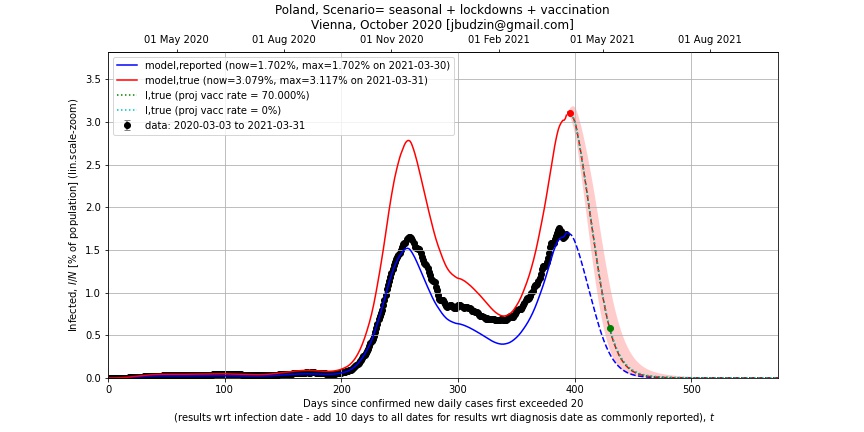 Poland, Scenario= seasonal + lockdowns + vaccination
Vienna, October 2020 [jbudzin@gmail.com]
01 May 2020 01 Aug 2020 01 Nov 2020 01 Feb 2021 01 May 2021 01 Aug 2021
model,reported (now=1.702%, max=1.702% on 2021-03-30)
model,true (now=3.079%, max=3.117% on 2021-03-31)
I,true (proj vacc rate = 70.000%)
I,true (proj vacc rate = 0%)
data: 2020-03-03 to 2021-03-31
Infected, I/N [% of population] (lin.scale-zoom)
3.5
3.0
2.5
2.0
1.5
1.0
0.5
0.0
0 100 200 300 400 500
Days since confirmed new daily cases first exceeded 20
(results wrt infection date - add 10 days to all dates for results wrt diagnosis date as commonly reported), t